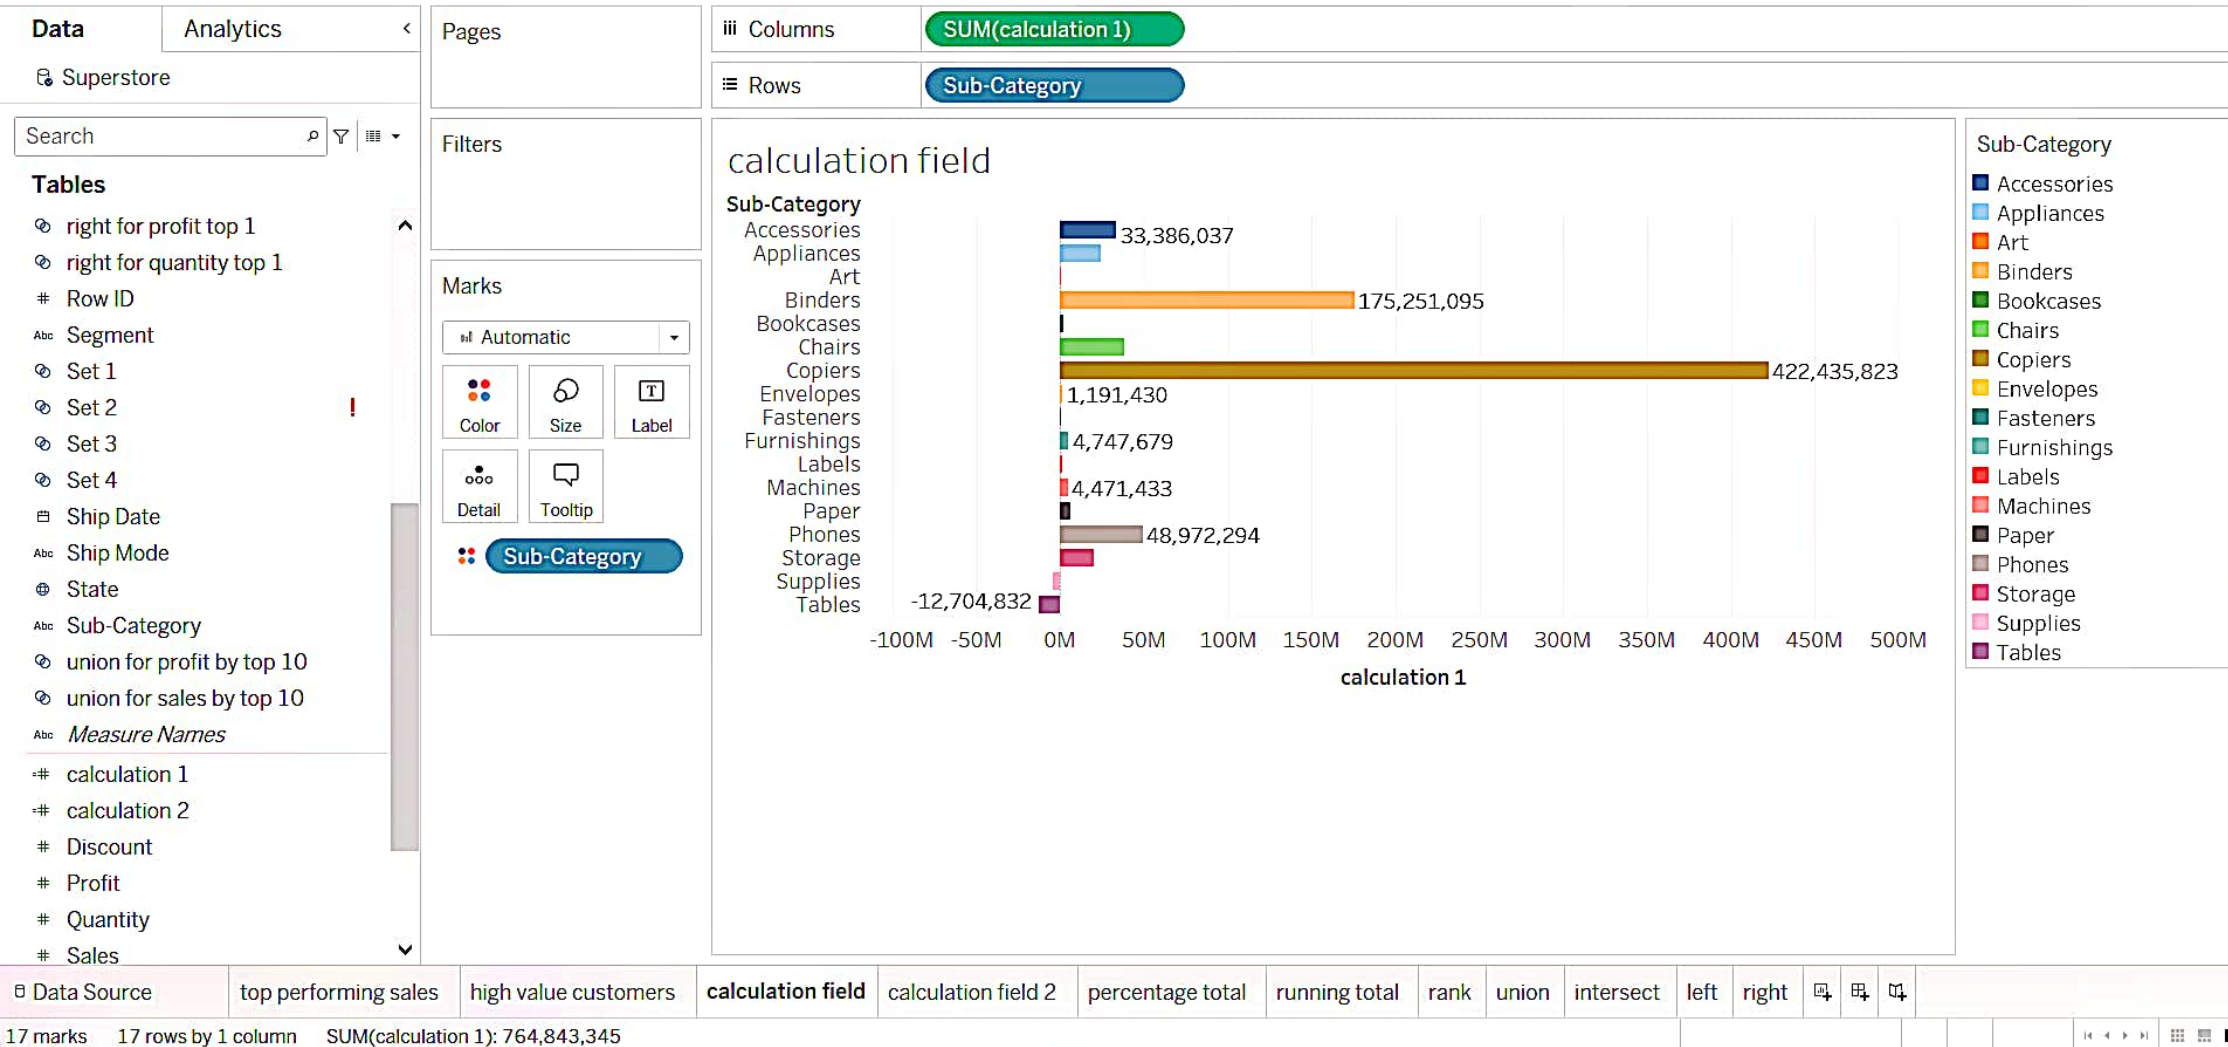 Data
Analytics
Superstore
Search
Tables
right for profit top 1
right for quantity top 1
# Row ID
Abc Segment
Set 1
Set 2 !
Set 3
Set 4
Ship Date
Abc Ship Mode
State
Abc Sub-Category
union for profit by top 10
union for sales by top 10
Abc Measure Names
=# calculation 1
=# calculation 2
# Discount
# Profit
# Quantity
# Sales
Pages
Filters
Marks
Automatic
Color
Size
T Label
Detail
Tooltip
Sub-Category
iii Columns
SUM(calculation 1)
Rows
Sub-Category
calculation field
Sub-Category
Accessories 33,386,037
Appliances
Art
Binders 175,251,095
Bookcases
Chairs
Copiers 422,435,823
Envelopes 1,191,430
Fasteners
Furnishings 4,747,679
Labels
Machines 4,471,433
Paper
Phones 48,972,294
Storage
Supplies
Tables -12,704,832
-100M -50M 0M 50M 100M 150M 200M 250M 300M 350M 400M 450M 500M
calculation 1
Sub-Category
Accessories
Appliances
Art
Binders
Bookcases
Chairs
Copiers
Envelopes
Fasteners
Furnishings
Labels
Machines
Paper
Phones
Storage
Supplies
Tables
Data Source top performing sales high value customers calculation field calculation field 2 percentage total running total rank union intersect left right
17 marks 17 rows by 1 column SUM(calculation 1): 764,843,345